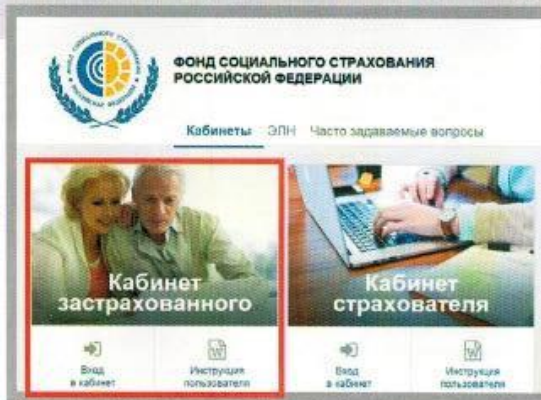 ФОНД СОЦИАЛЬНОГО СТРАХОВАНИЯ
РОССИЙСКОЙ ФЕДЕРАЦИИ
Кабинеты ЭЛН Часто задаваемые вопросы
Кабинет
застрахованного
Вход
в кабинет
Инструкция
пользователя
Кабинет
страхователя
Вход
в кабинет
Инструкция
пользователя